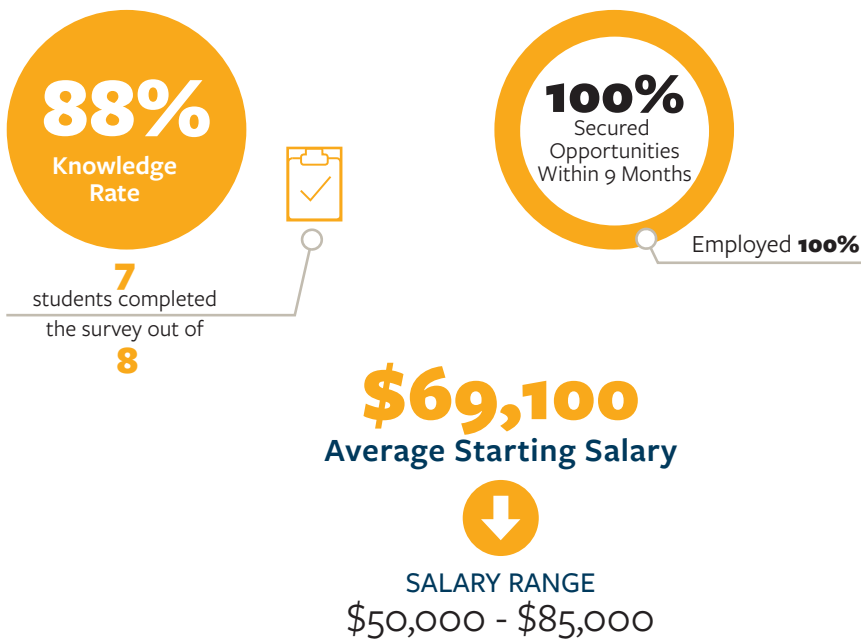 88%
Knowledge
Rate
7
students completed
the survey out of
8
100%
Secured
Opportunities
Within 9 Months
Employed 100%
$69,100
Average Starting Salary
SALARY RANGE
$50,000 - $85,000